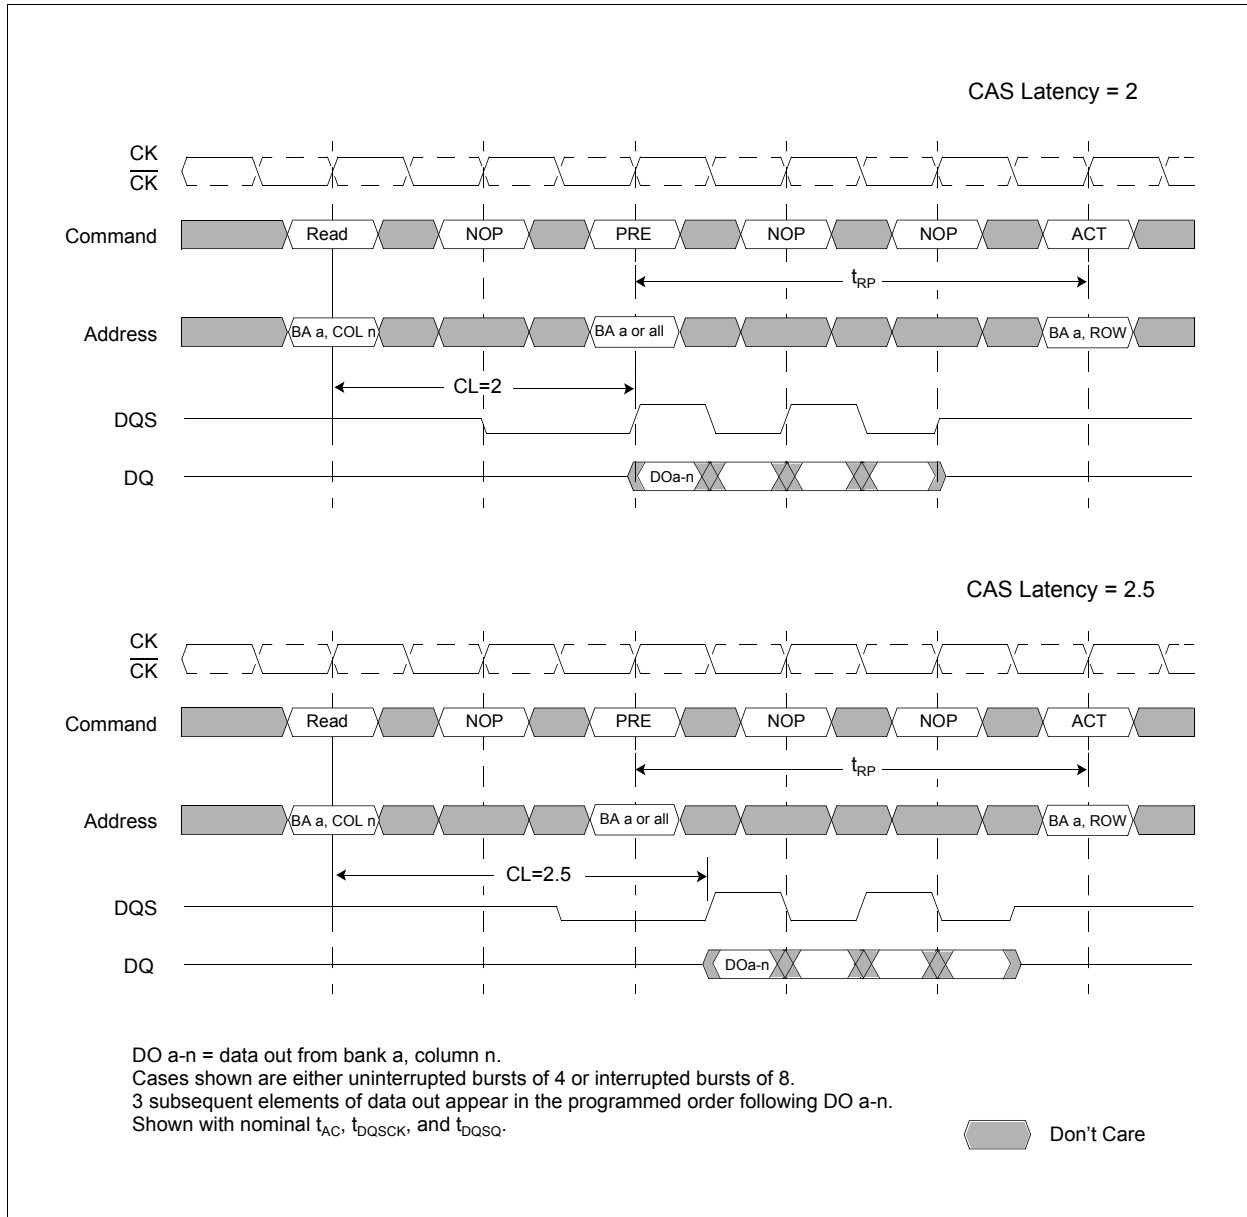 CAS Latency = 2
CK
CK
Command Read NOP PRE NOP NOP ACT
tRP
Address BA a, COL n BA a or all BA a, ROW
CL=2
DQS
DQ DOa-n
CAS Latency = 2.5
CK
CK
Command Read NOP PRE NOP NOP ACT
tRP
Address BA a, COL n BA a or all BA a, ROW
CL=2.5
DQS
DQ DOa-n
DO a-n = data out from bank a, column n.
Cases shown are either uninterrupted bursts of 4 or interrupted bursts of 8.
3 subsequent elements of data out appear in the programmed order following DO a-n.
Shown with nominal tAC, tDQSCK, and tDQSQ.
Don't Care